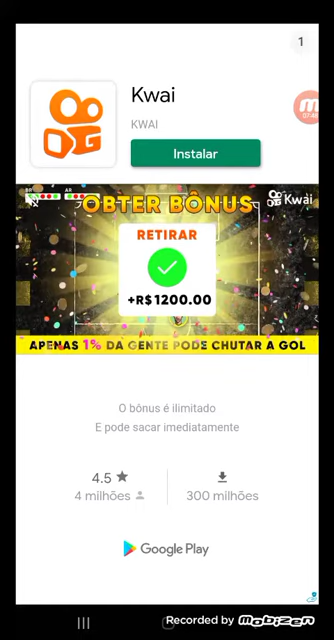 1
Kwai
KWAI
Instalar
OBTER BÔNUS
Kwai
RETIRAR
+R$1200.00
APENAS 1% DA GENTE PODE CHUTAR A GOL
O bônus é ilimitado
E pode sacar imediatamente
4.5 ★
4 milhões
300 milhões
Google Play
Recorded by mobizen